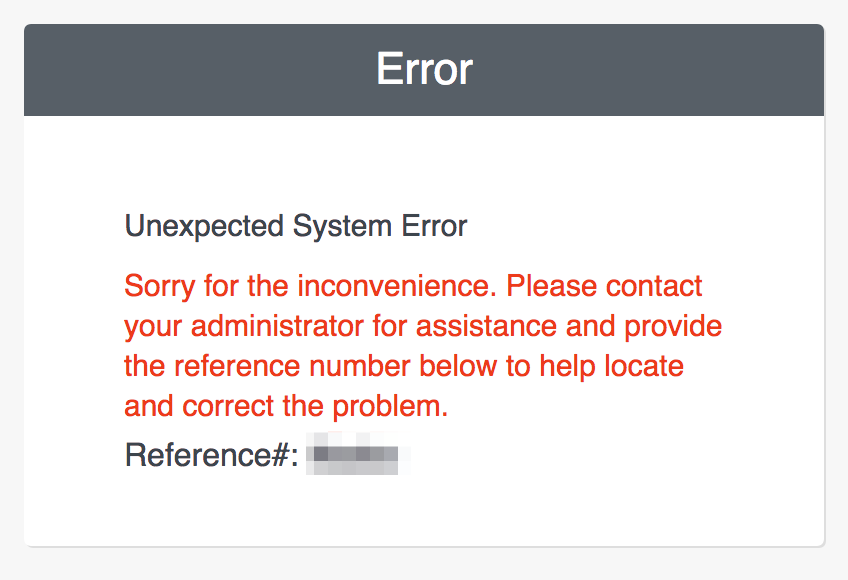 Error
Unexpected System Error
Sorry for the inconvenience. Please contact
your administrator for assistance and provide
the reference number below to help locate
and correct the problem.
Reference#: